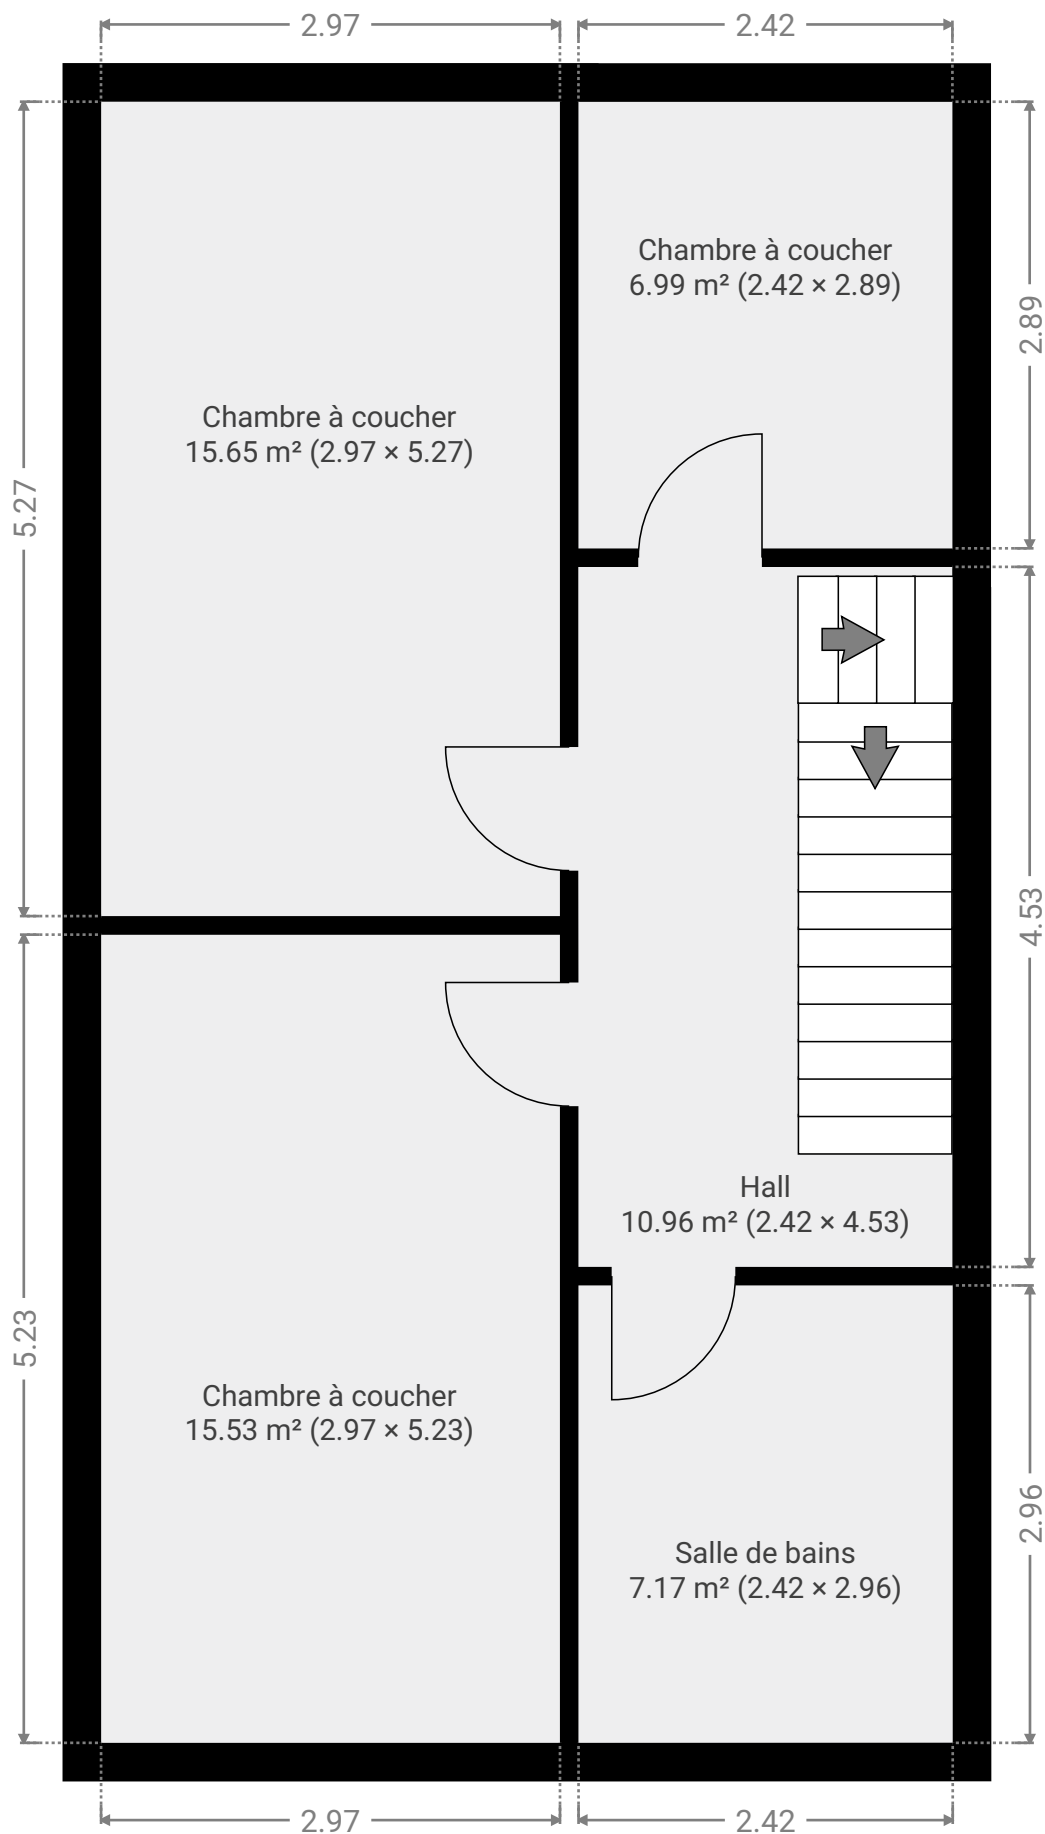 2.97
2.42
Chambre à coucher
6.99 m² (2.42 × 2.89)
2.89
Chambre à coucher
15.65 m² (2.97 × 5.27)
5.27
4.53
Hall
10.96 m² (2.42 × 4.53)
5.23
Chambre à coucher
15.53 m² (2.97 × 5.23)
2.96
Salle de bains
7.17 m² (2.42 × 2.96)
2.97
2.42